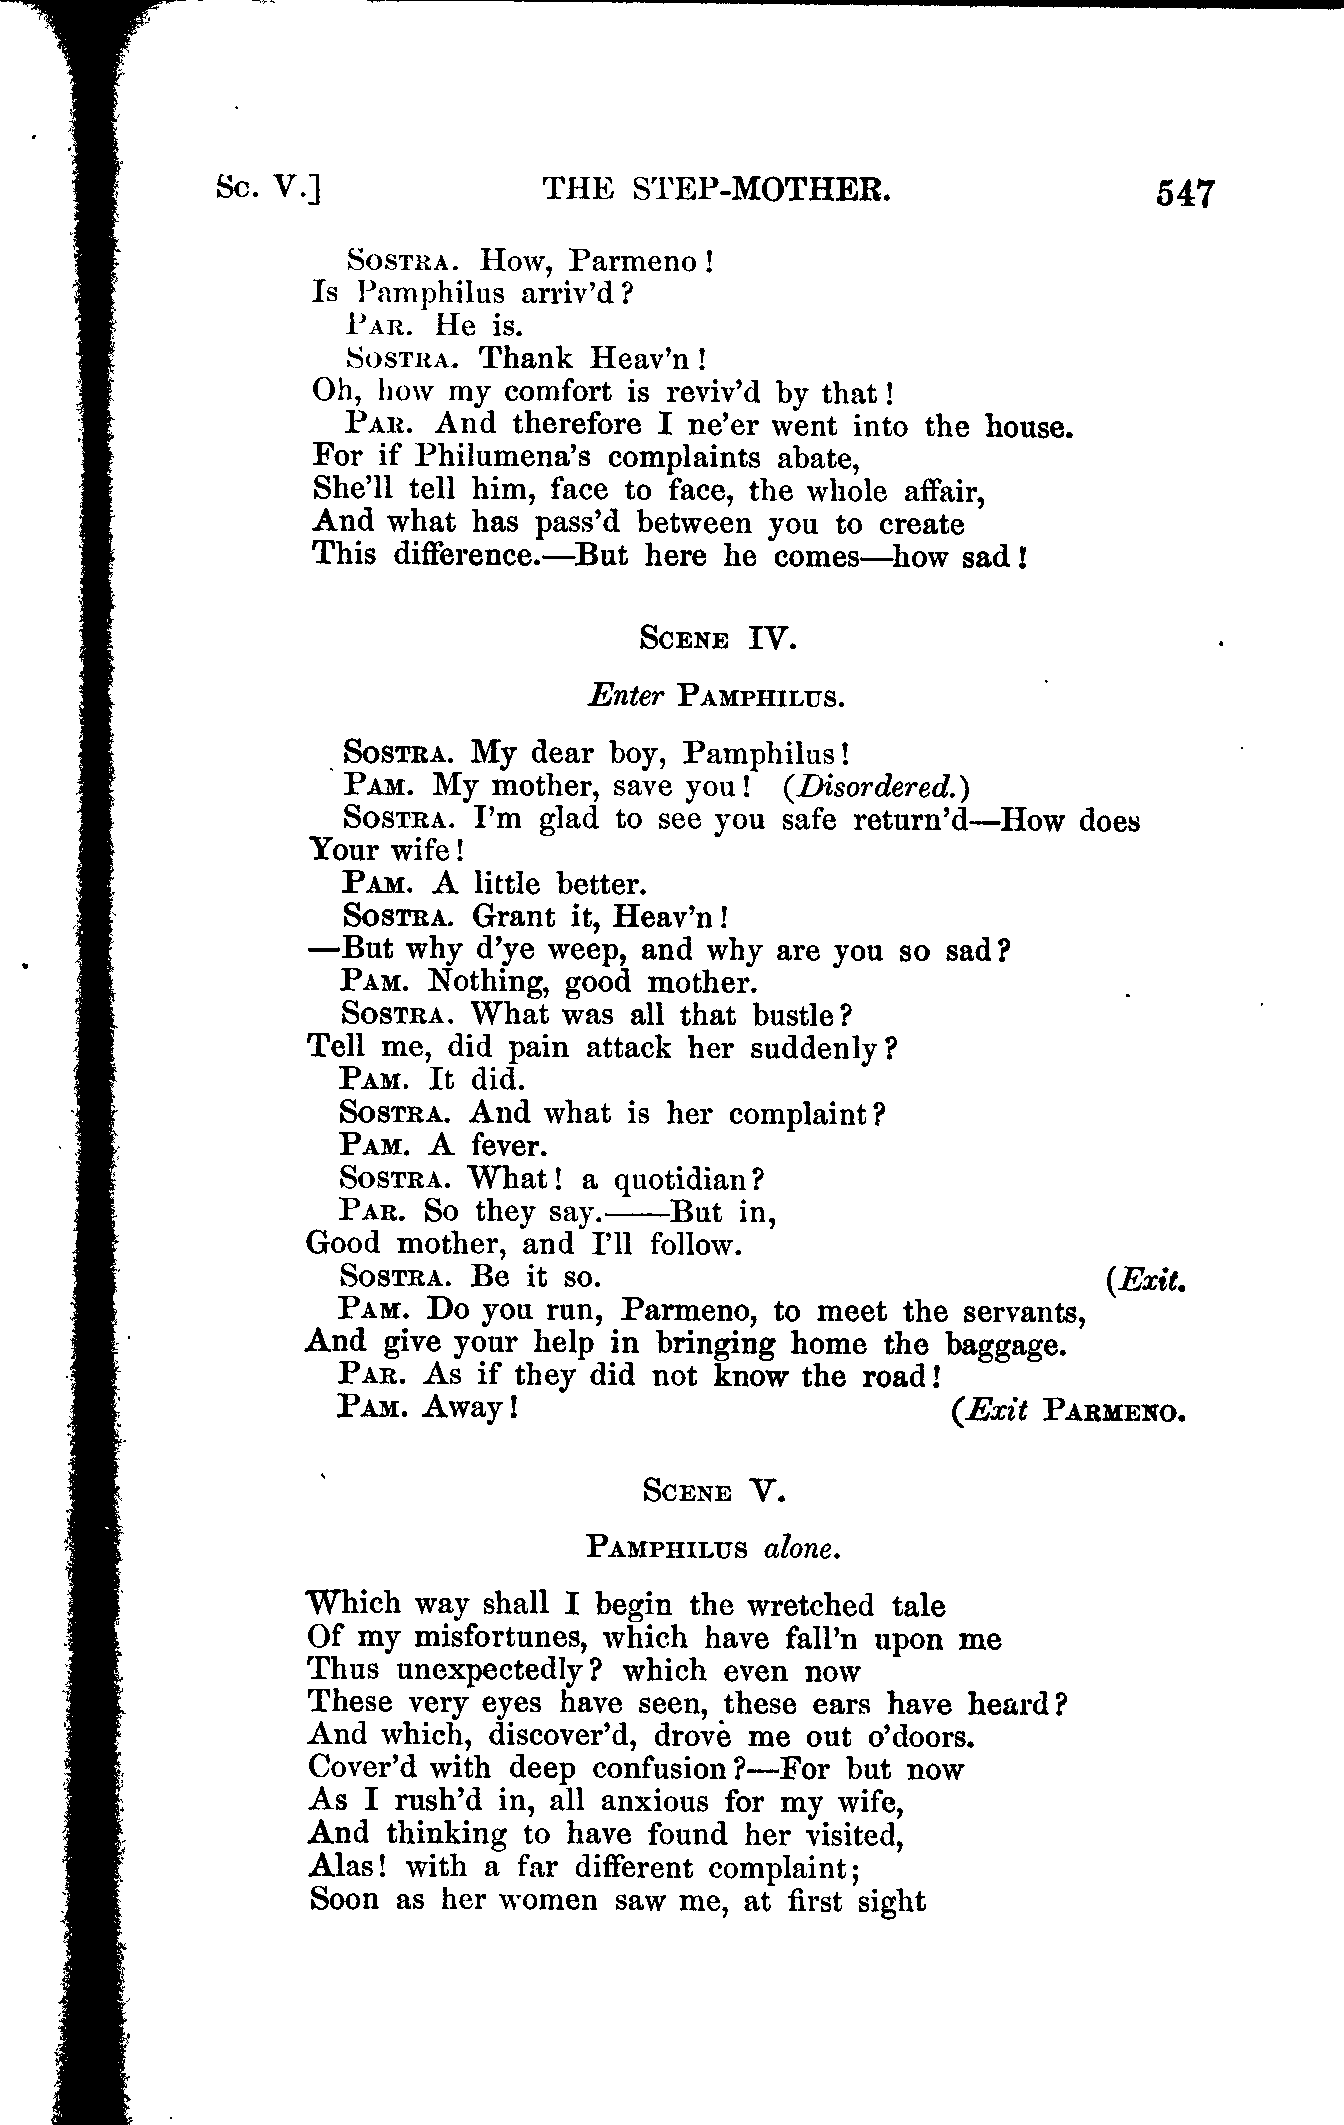 Sc. V.] THE STEP-MOTHER. 547
SOSTRA. How, Parmeno!
Is Pamphilus arriv'd?
PAR. He is.
SOSTRA. Thank Heav'n!
Oh, how my comfort is reviv'd by that!
PAR. And therefore I ne'er went into the house.
For if Philumena's complaints abate,
She'll tell him, face to face, the whole affair,
And what has pass'd between you to create
This difference.—But here he comes—how sad!
SCENE IV.
Enter PAMPHILUS.
SOSTRA. My dear boy, Pamphilus!
PAM. My mother, save you! (Disordered.)
SOSTRA. I'm glad to see you safe return'd—How does
Your wife!
PAM. A little better.
SOSTRA. Grant it, Heav'n!
—But why d'ye weep, and why are you so sad?
PAM. Nothing, good mother.
SOSTRA. What was all that bustle?
Tell me, did pain attack her suddenly?
PAM. It did.
SOSTRA. And what is her complaint?
PAM. A fever.
SOSTRA. What! a quotidian?
PAR. So they say.——But in,
Good mother, and I'll follow.
SOSTRA. Be it so. (Exit.
PAM. Do you run, Parmeno, to meet the servants,
And give your help in bringing home the baggage.
PAR. As if they did not know the road!
PAM. Away! (Exit PARMENO.
SCENE V.
PAMPHILUS alone.
Which way shall I begin the wretched tale
Of my misfortunes, which have fall'n upon me
Thus unexpectedly? which even now
These very eyes have seen, these ears have heard?
And which, discover'd, drove me out o'doors.
Cover'd with deep confusion?—For but now
As I rush'd in, all anxious for my wife,
And thinking to have found her visited,
Alas! with a far different complaint;
Soon as her women saw me, at first sight